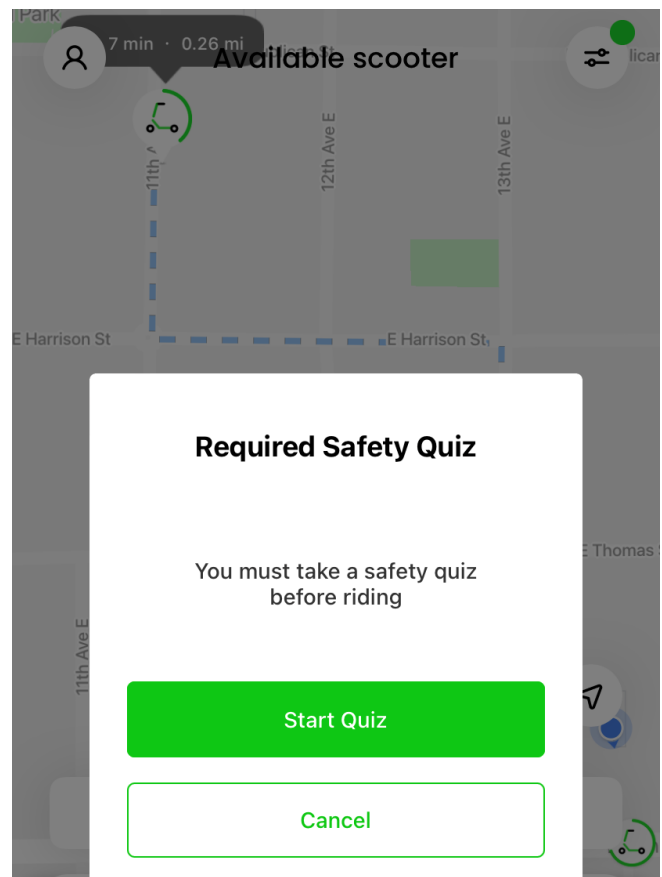 Park
7 min · 0.26 mi
Available scooter
11th A
12th Ave E
13th Ave E
E Harrison St
E Harrison St
Required Safety Quiz
You must take a safety quiz
before riding
E Thomas
11th Ave E
Start Quiz
Cancel